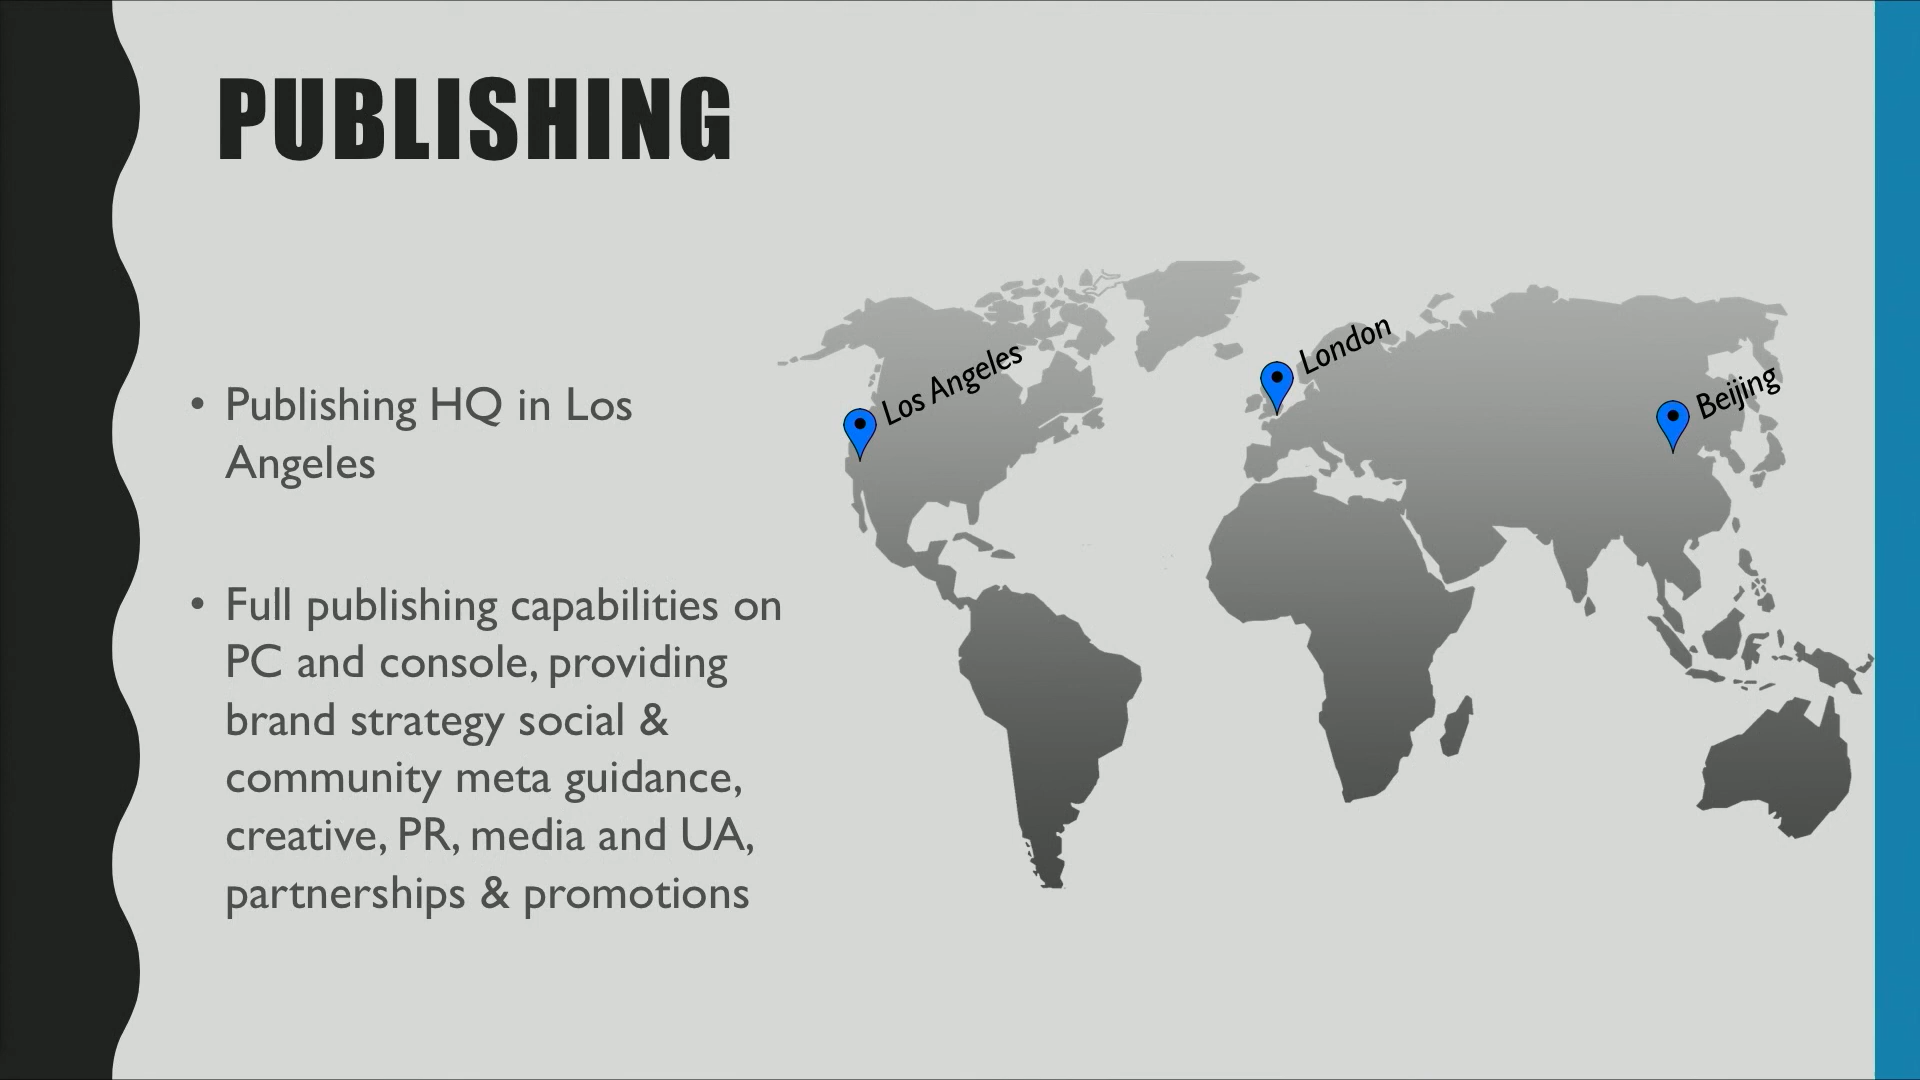 PUBLISHING
• Publishing HQ in Los
Angeles
• Full publishing capabilities on
PC and console, providing
brand strategy social &
community meta guidance,
creative, PR, media and UA,
partnerships & promotions
Los Angeles
London
Beijing